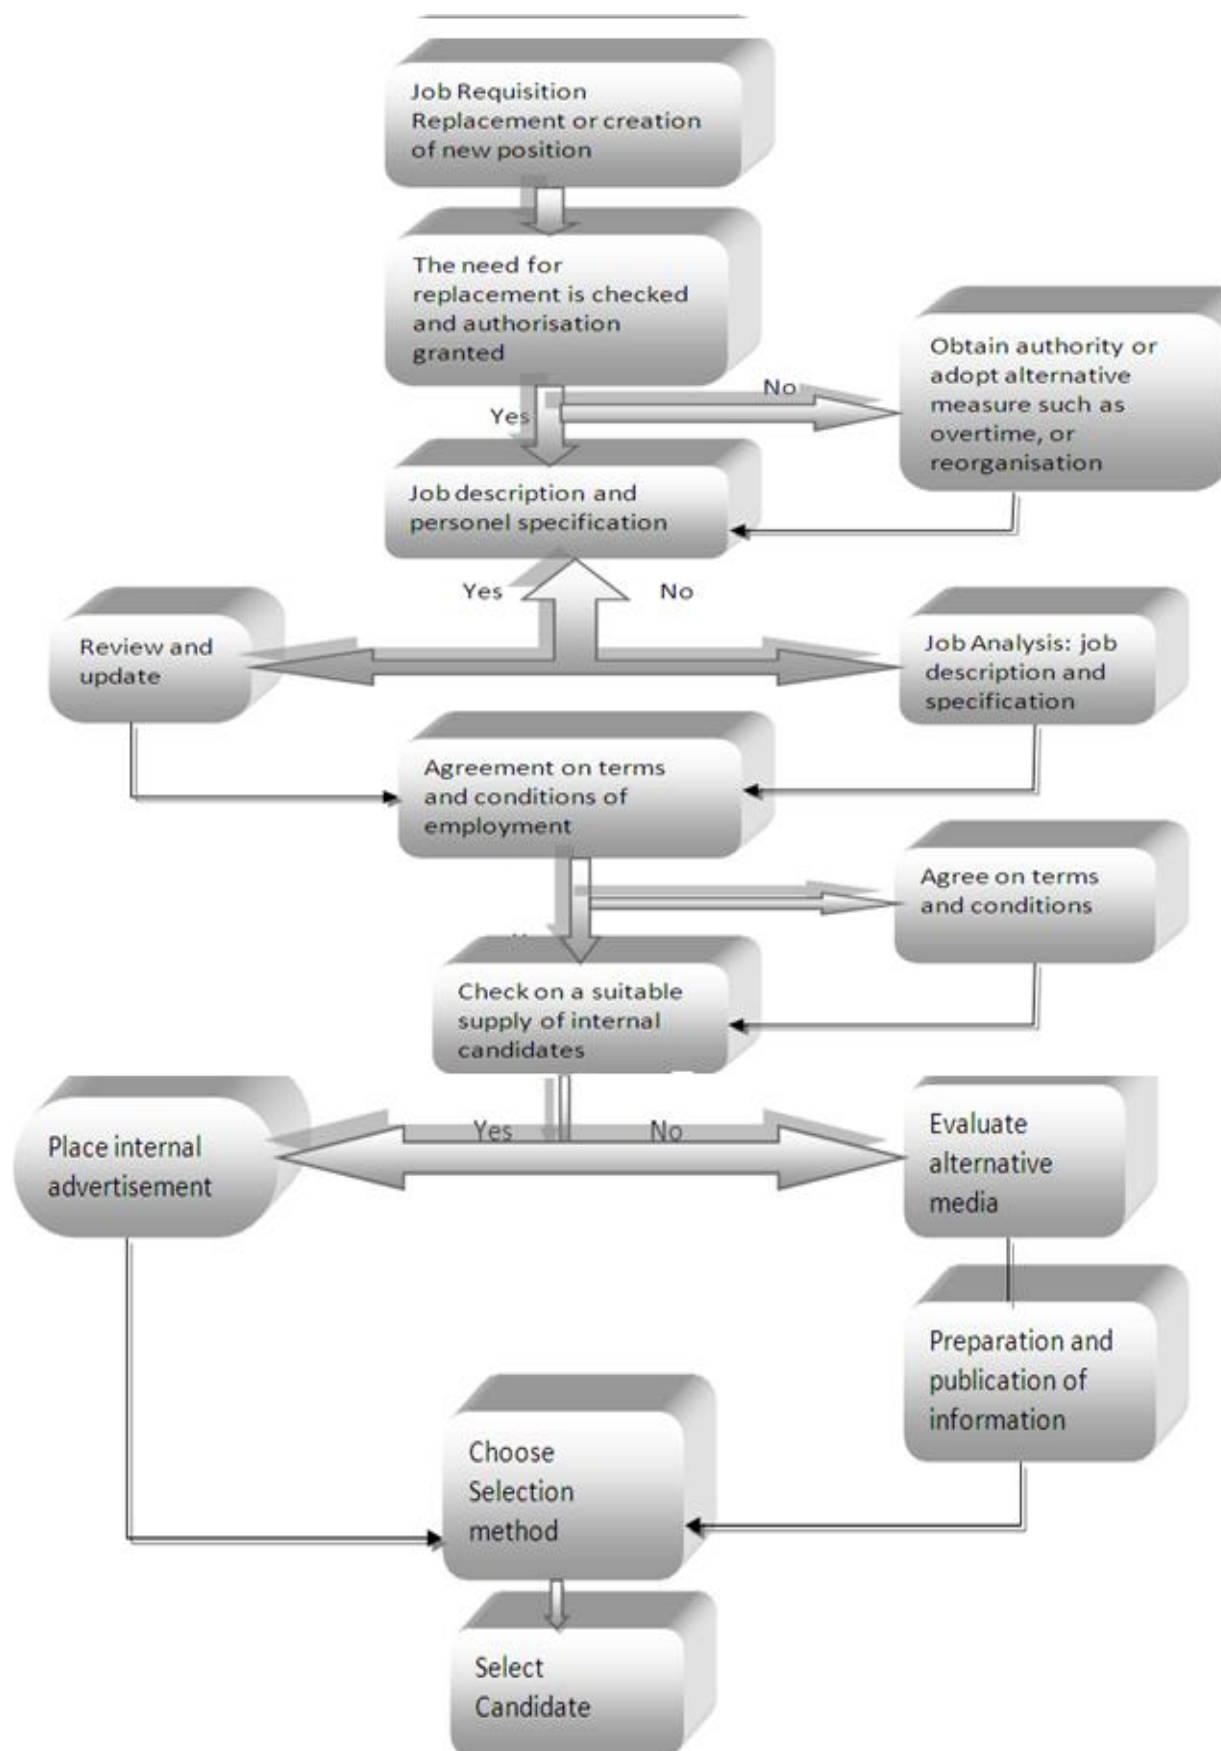 Job Requisition
Replacement or creation
of new position
The need for
replacement is checked
and authorisation
granted
No
Yes
Obtain authority or
adopt alternative
measure such as
overtime, or
reorganisation
Job description and
personel specification
Yes
No
Review and
update
Job Analysis: job
description and
specification
Agreement on terms
and conditions of
employment
Agree on terms
and conditions
Check on a suitable
supply of internal
candidates
Yes
No
Place internal
advertisement
Evaluate
alternative
media
Preparation and
publication of
information
Choose
Selection
method
Select
Candidate